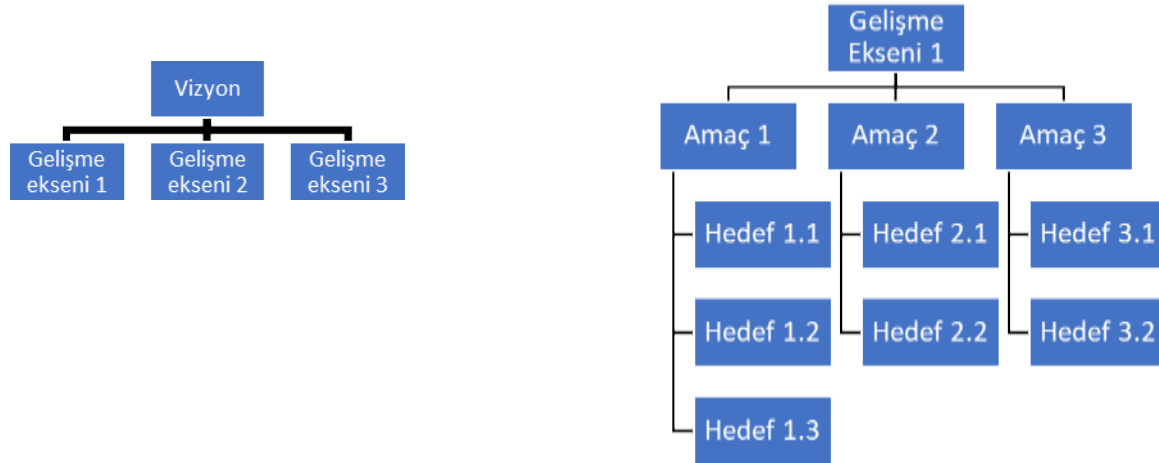 Vizyon
Gelişme
ekseni 1
Gelişme
ekseni 2
Gelişme
ekseni 3
Gelişme
Ekseni 1
Amaç 1
Amaç 2
Amaç 3
Hedef 1.1
Hedef 2.1
Hedef 3.1
Hedef 1.2
Hedef 2.2
Hedef 3.2
Hedef 1.3